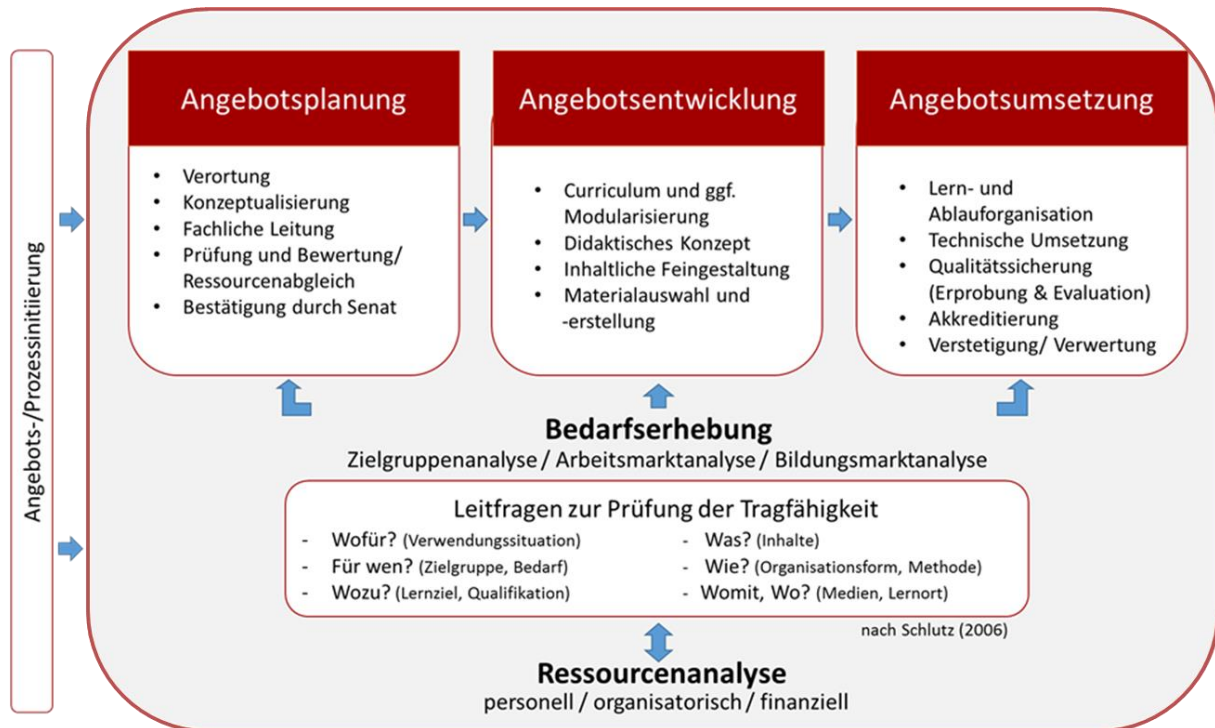 Angebots-/Prozessinitiierung
Angebotsplanung
• Verortung
• Konzeptualisierung
• Fachliche Leitung
• Prüfung und Bewertung/
Ressourcenabgleich
• Bestätigung durch Senat
Angebotsentwicklung
• Curriculum und ggf.
Modularisierung
• Didaktisches Konzept
• Inhaltliche Feingestaltung
• Materialauswahl und
-erstellung
Angebotsumsetzung
• Lern- und
Ablauforganisation
• Technische Umsetzung
• Qualitätssicherung
(Erprobung & Evaluation)
• Akkreditierung
• Verstetigung/ Verwertung
Bedarfserhebung
Zielgruppenanalyse / Arbeitsmarktanalyse / Bildungsmarktanalyse
Leitfragen zur Prüfung der Tragfähigkeit
- Wofür? (Verwendungssituation)
- Für wen? (Zielgruppe, Bedarf)
- Wozu? (Lernziel, Qualifikation)
- Was? (Inhalte)
- Wie? (Organisationsform, Methode)
- Womit, Wo? (Medien, Lernort)
nach Schlutz (2006)
Ressourcenanalyse
personell / organisatorisch / finanziell